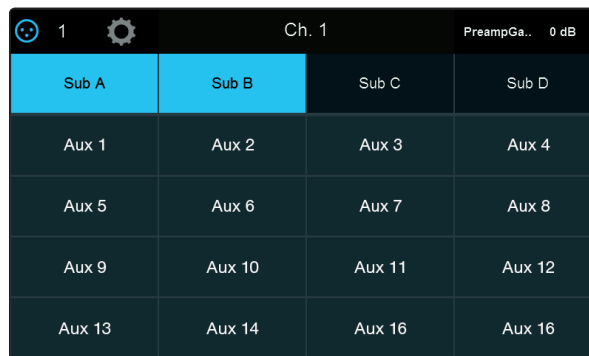 1 Ch. 1 PreampGa.. 0 dB
Sub A Sub B Sub C Sub D
Aux 1 Aux 2 Aux 3 Aux 4
Aux 5 Aux 6 Aux 7 Aux 8
Aux 9 Aux 10 Aux 11 Aux 12
Aux 13 Aux 14 Aux 16 Aux 16